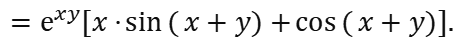 = e^{xy}[x · sin (x + y) + cos (x + y)].